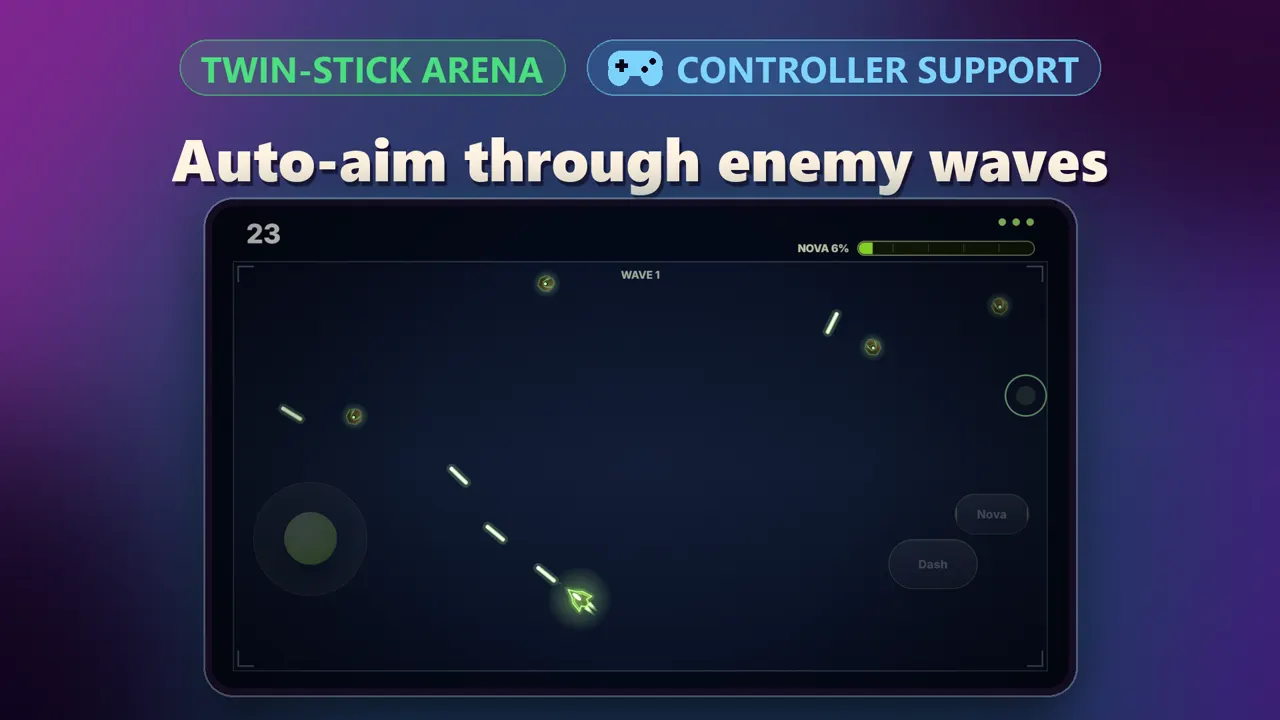 TWIN-STICK ARENA
CONTROLLER SUPPORT
Auto-aim through enemy waves
23
NOVA 6%
WAVE 1
Nova
Dash